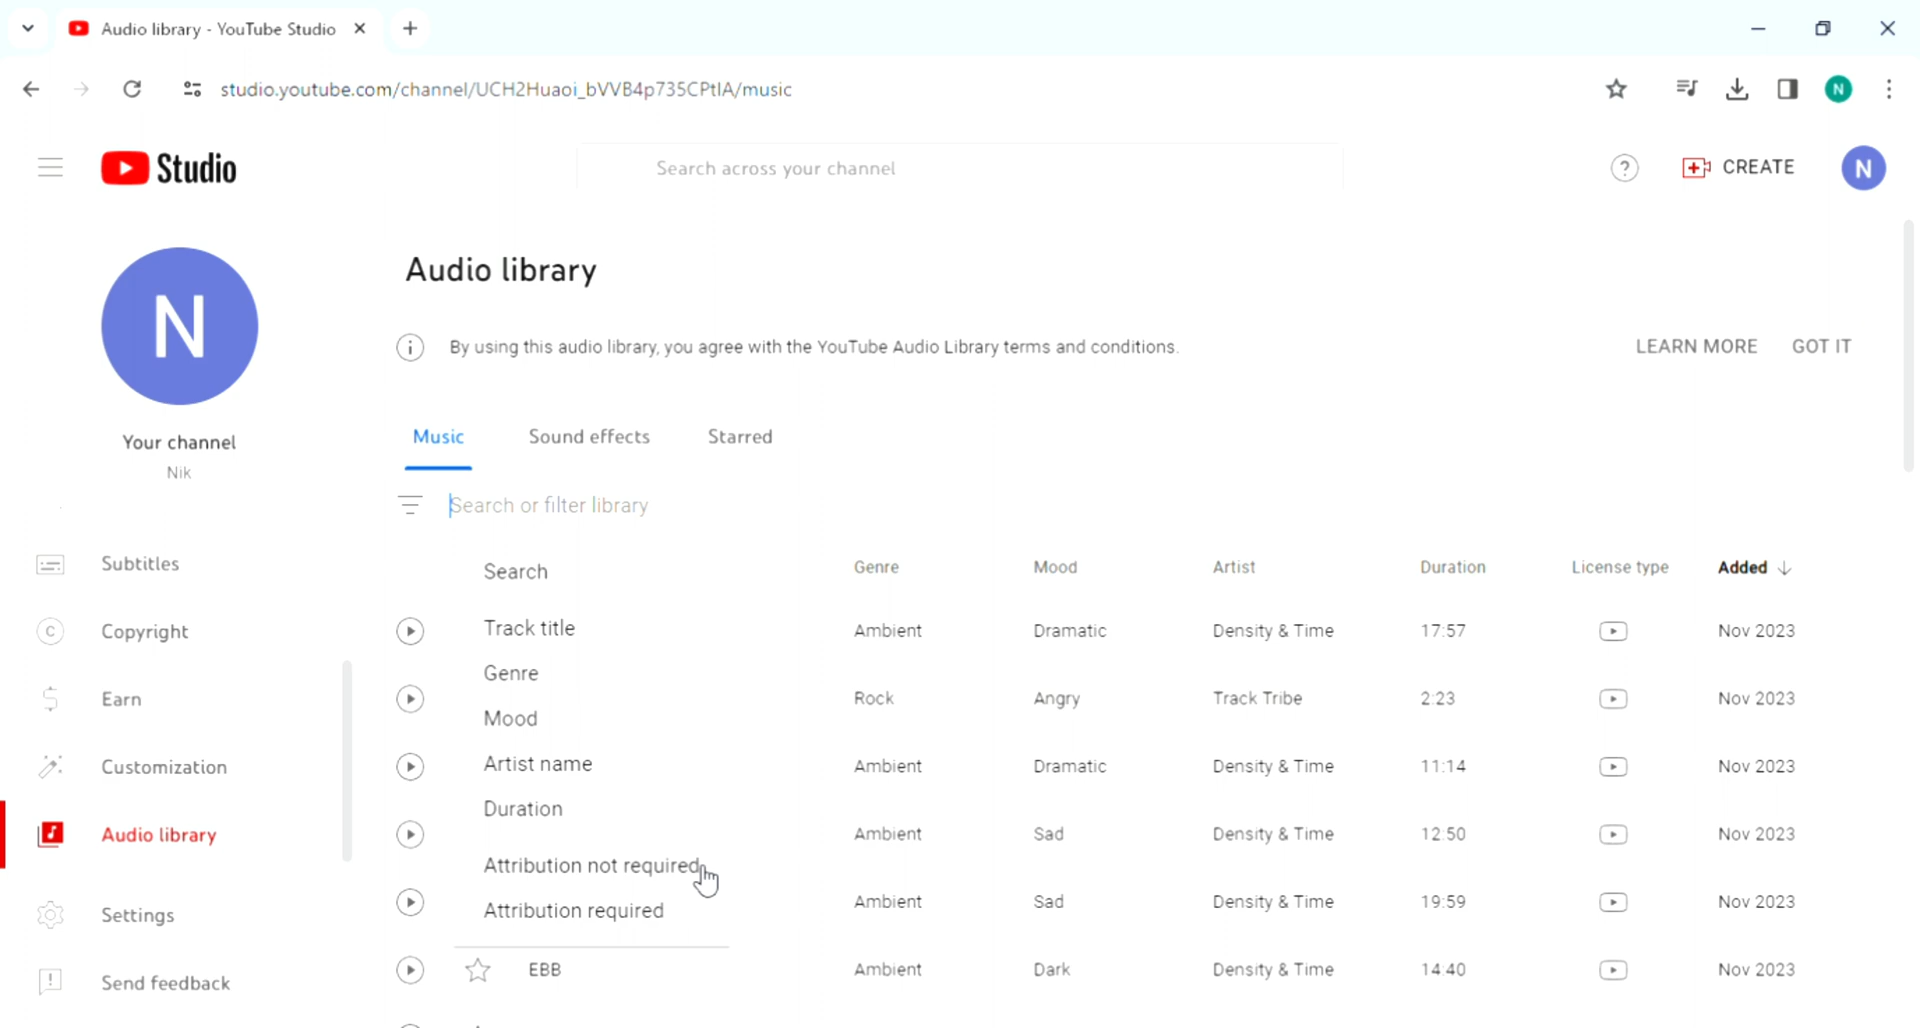 Audio library - YouTube Studio
studio.youtube.com/channel/UCH2Huaoi_bVVB4p735CPtlA/music
N
Studio
Search across your channel
?
CREATE
N
N
Your channel
Nik
Subtitles
Copyright
Earn
Customization
Audio library
Settings
Send feedback
Audio library
By using this audio library, you agree with the YouTube Audio Library terms and conditions.
LEARN MORE
GOT IT
Music
Sound effects
Starred
Search or filter library
Search
Track title
Genre
Mood
Artist name
Duration
Attribution not required
Attribution required
Genre Mood Artist Duration License type Added
Ambient Dramatic Density & Time 17:57 Nov 2023
Rock Angry Track Tribe 2:23 Nov 2023
Ambient Dramatic Density & Time 11:14 Nov 2023
Ambient Sad Density & Time 12:50 Nov 2023
Ambient Sad Density & Time 19:59 Nov 2023
EBB Ambient Dark Density & Time 14:40 Nov 2023